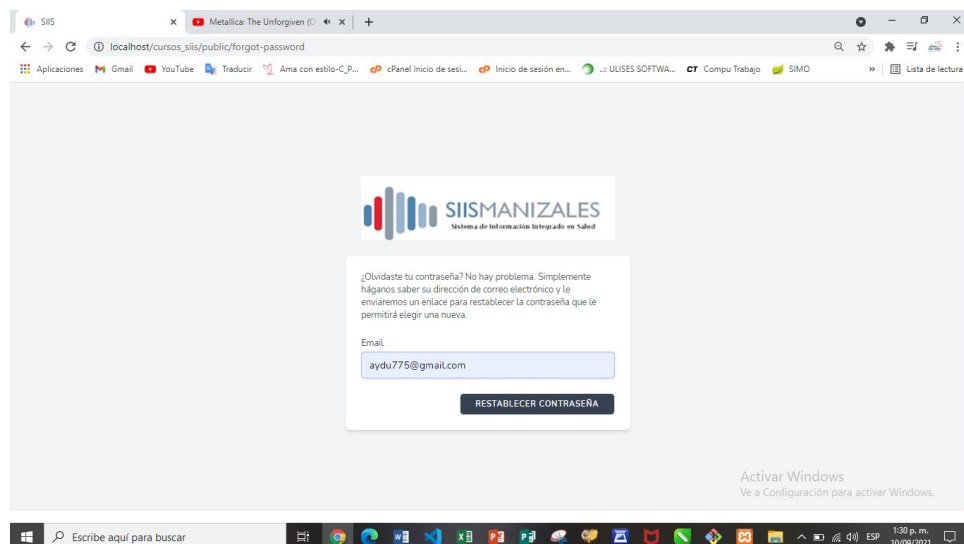 SIIS
Metallica: The Unforgiven (O
localhost/cursos_siis/public/forgot-password
Aplicaciones
Gmail
YouTube
Traducir
Ama con estilo-C_P...
cPanel Inicio de sesi...
Inicio de sesión en...
..:: ULISES SOFTWA...
CT Compu Trabajo
SIMO
»
Lista de lectura
SIISMANIZALES
Sistema de Información Integrado en Salud
¿Olvidaste tu contraseña? No hay problema. Simplemente
háganos saber su dirección de correo electrónico y le
enviaremos un enlace para restablecer la contraseña que le
permitirá elegir una nueva.
Email
aydu775@gmail.com
RESTABLECER CONTRASEÑA
Activar Windows
Ve a Configuración para activar Windows.
Escribe aquí para buscar
ESP
1:30 p. m.
10/09/2021